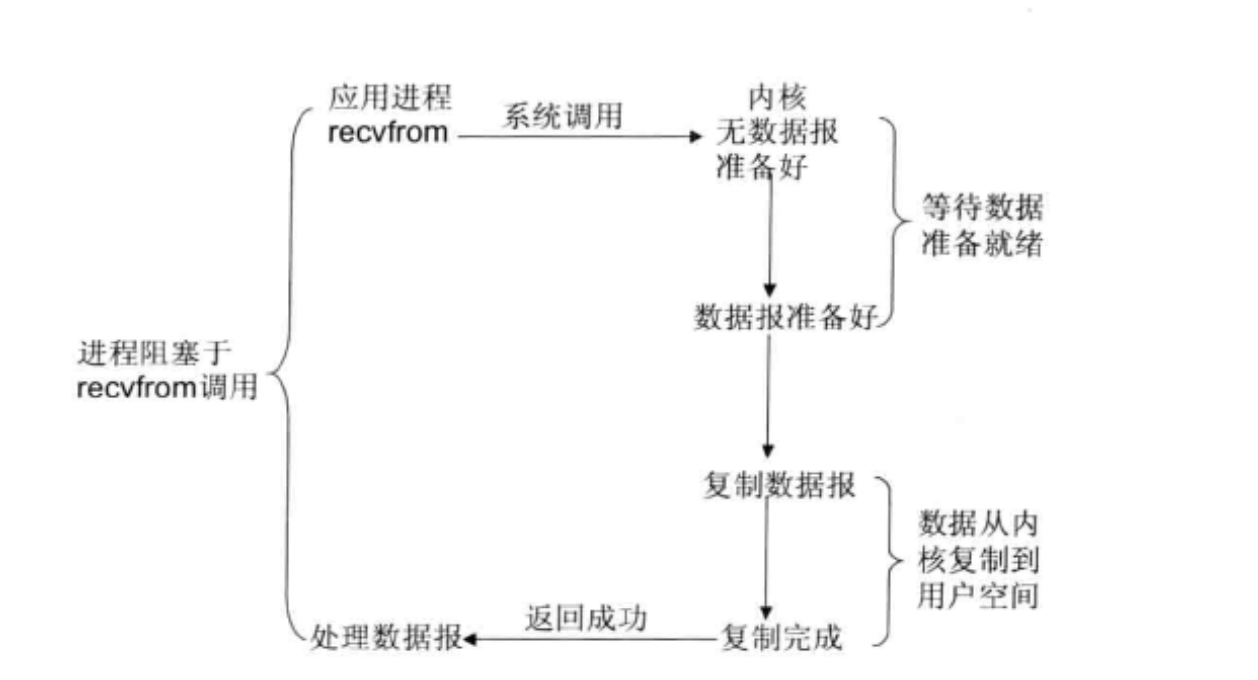 应用进程
recvfrom
系统调用
内核
无数据报
准备好
等待数据
准备就绪
数据报准备好
进程阻塞于
recvfrom调用
复制数据报
数据从内
核复制到
用户空间
处理数据报
返回成功
复制完成